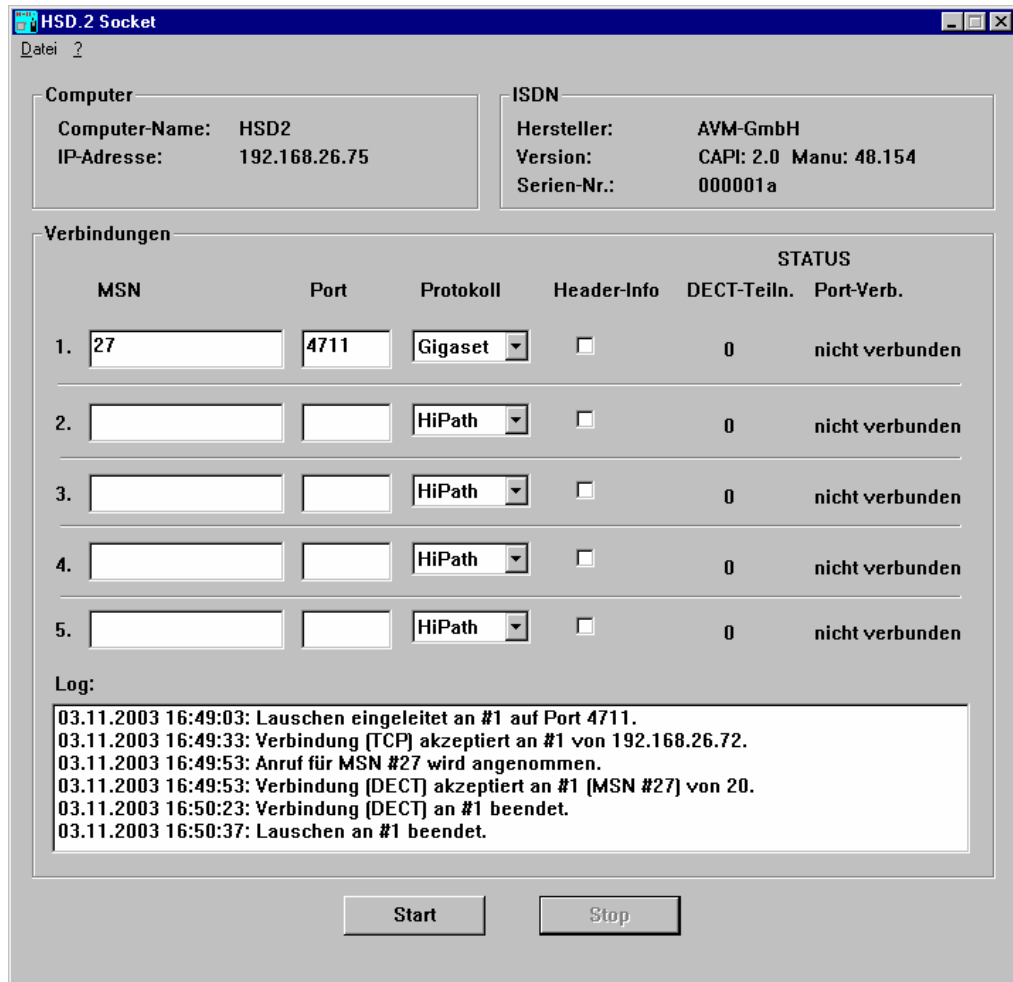 HSD.2 Socket
Datei ?
Computer
Computer-Name: HSD2
IP-Adresse: 192.168.26.75
ISDN
Hersteller: AVM-GmbH
Version: CAPI: 2.0 Manu: 48.154
Serien-Nr.: 000001a
Verbindungen
STATUS
MSN Port Protokoll Header-Info DECT-Teiln. Port-Verb.
1. 27 4711 Gigaset 0 nicht verbunden
2. HiPath 0 nicht verbunden
3. HiPath 0 nicht verbunden
4. HiPath 0 nicht verbunden
5. HiPath 0 nicht verbunden
Log:
03.11.2003 16:49:03: Lauschen eingeleitet an #1 auf Port 4711.
03.11.2003 16:49:33: Verbindung (TCP) akzeptiert an #1 von 192.168.26.72.
03.11.2003 16:49:53: Anruf für MSN #27 wird angenommen.
03.11.2003 16:49:53: Verbindung (DECT) akzeptiert an #1 (MSN #27) von 20.
03.11.2003 16:50:23: Verbindung (DECT) an #1 beendet.
03.11.2003 16:50:37: Lauschen an #1 beendet.
Start Stop